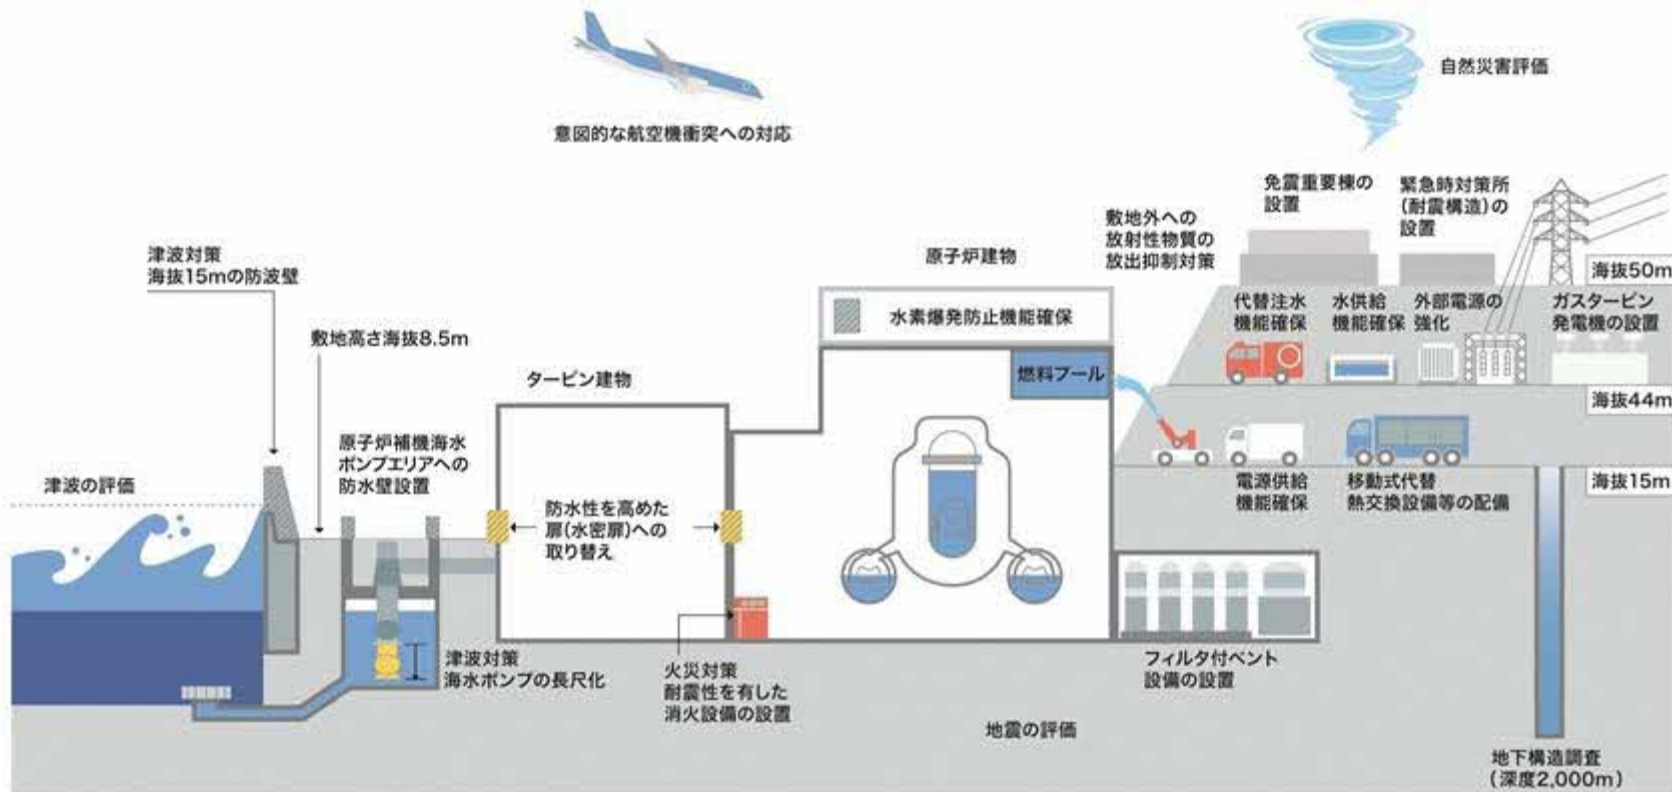 意図的な航空機衝突への対応
自然災害評価
免震重要棟の
設置
緊急時対策所
(耐震構造)の
設置
敷地外への
放射性物質の
放出抑制対策
津波対策
海抜15mの防波壁
原子炉建物
海抜50m
代替注水
機能確保
水供給
機能確保
外部電源の
強化
ガスタービン
発電機の設置
水素爆発防止機能確保
敷地高さ海抜8.5m
タービン建物
燃料プール
海抜44m
原子炉補機海水
ポンプエリアへの
防水壁設置
津波の評価
電源供給
機能確保
移動式代替
熱交換設備等の配備
海抜15m
防水性を高めた
扉(水密扉)への
取り替え
津波対策
海水ポンプの長尺化
火災対策
耐震性を有した
消火設備の設置
フィルタ付ベント
設備の設置
地震の評価
地下構造調査
(深度2,000m)